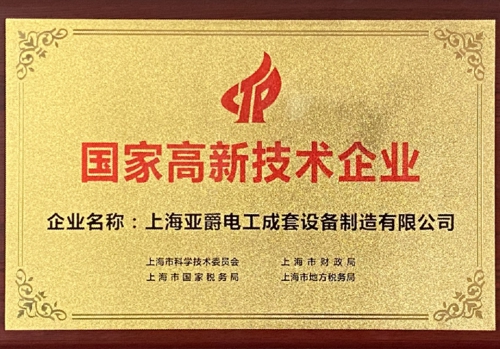 国家高新技术企业
企业名称：上海亚爵电工成套设备制造有限公司
上海市科学技术委员会 上海市财政局
上海市国家税务局 上海市地方税务局